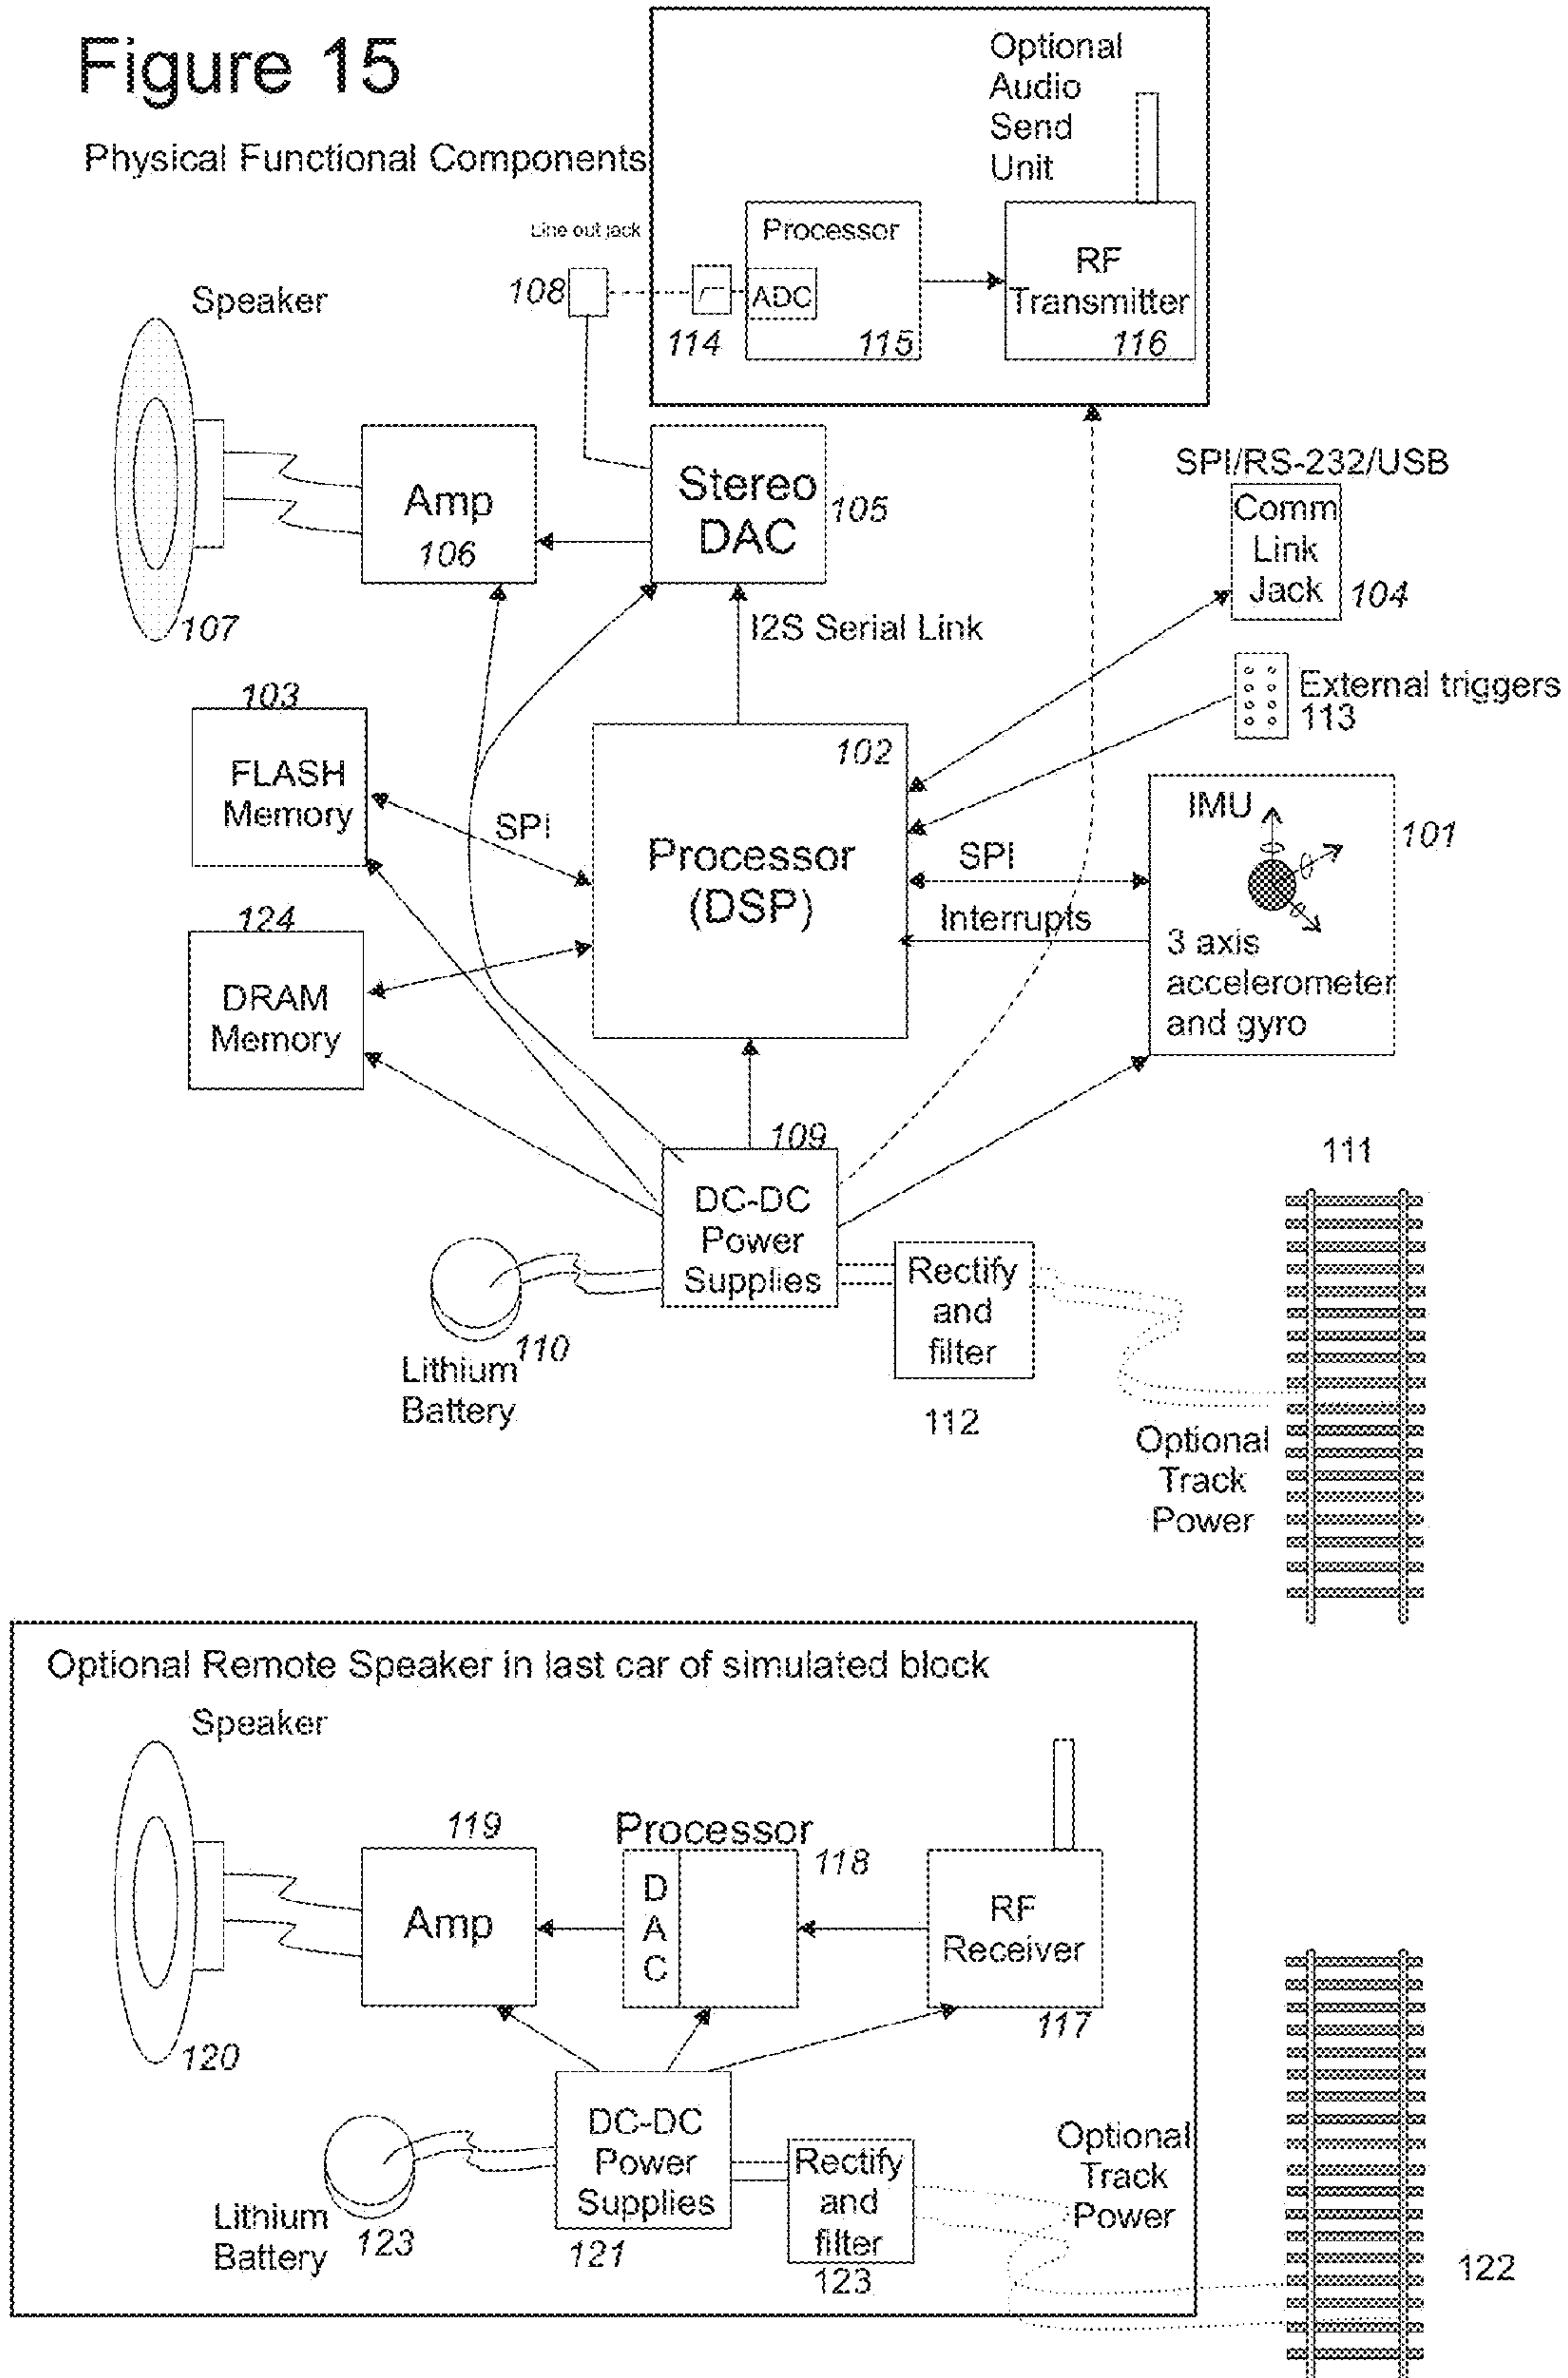 Figure 15
Physical Functional Components
Optional
Audio
Send
Unit
Line out jack
108
114
Processor
ADC
115
RF
Transmitter
116
Speaker
107
Amp
106
Stereo
DAC
105
SPI/RS-232/USB
Comm
Link
Jack
104
I2S Serial Link
External triggers
113
103
FLASH
Memory
SPI
102
Processor
(DSP)
SPI
Interrupts
IMU
101
3 axis
accelerometer
and gyro
124
DRAM
Memory
109
DC-DC
Power
Supplies
110
Lithium
Battery
Rectify
and
filter
112
111
Optional
Track
Power
Optional Remote Speaker in last car of simulated block
Speaker
120
119
Amp
Processor
118
D
A
C
RF
Receiver
117
DC-DC
Power
Supplies
121
Lithium
Battery
123
Rectify
and
filter
123
Optional
Track
Power
122